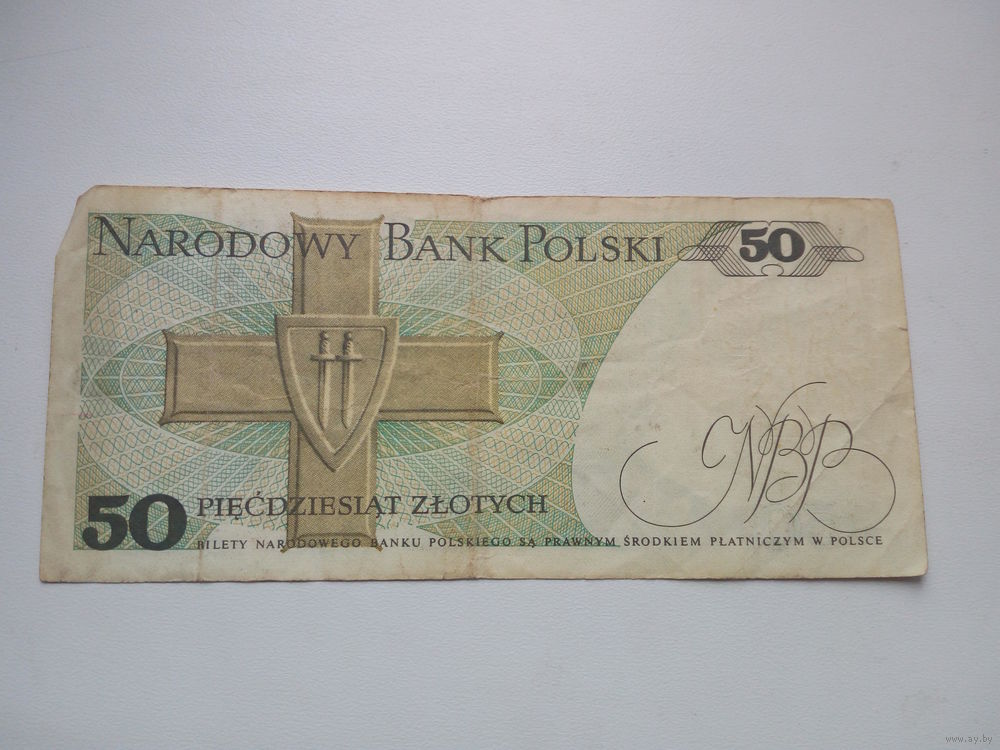 NARODOWY BANK POLSKI
50
NBP
50 PIĘĆDZIESIĄT ZŁOTYCH
BILETY NARODOWEGO BANKU POLSKIEGO SĄ PRAWNYM ŚRODKIEM PŁATNICZYM W POLSCE
www.ay.by